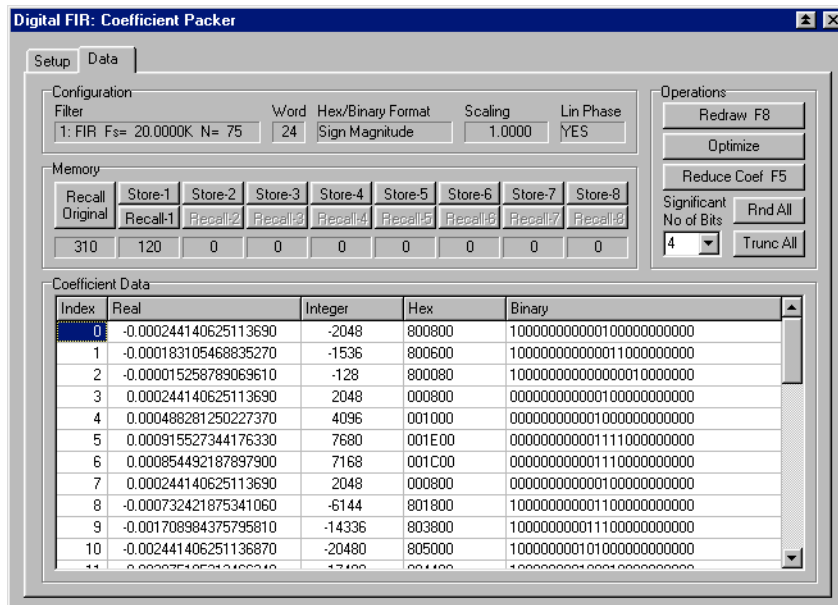 Digital FIR: Coefficient Packer
Setup Data
Configuration
Filter Word Hex/Binary Format Scaling Lin Phase
1: FIR Fs= 20.0000K N= 75 24 Sign Magnitude 1.0000 YES
Memory
Recall Original Store-1 Store-2 Store-3 Store-4 Store-5 Store-6 Store-7 Store-8
Recall-1 Recall-2 Recall-3 Recall-4 Recall-5 Recall-6 Recall-7 Recall-8
310 120 0 0 0 0 0 0 0
Operations
Redraw F8
Optimize
Reduce Coef F5
Significant No of Bits Rnd All
4 Trunc All
Coefficient Data
Index Real Integer Hex Binary
0 -0.000244140625113690 -2048 800800 100000000000100000000000
1 -0.000183105468835270 -1536 800600 100000000000011000000000
2 -0.000015258789069610 -128 800080 100000000000000010000000
3 0.000244140625113690 2048 000800 000000000000100000000000
4 0.000488281250227370 4096 001000 000000000001000000000000
5 0.000915527344176330 7680 001E00 000000000001111000000000
6 0.000854492187897900 7168 001C00 000000000001110000000000
7 0.000244140625113690 2048 000800 000000000000100000000000
8 -0.000732421875341060 -6144 801800 100000000001100000000000
9 -0.001708984375795810 -14336 803800 100000000011100000000000
10 -0.002441406251136870 -20480 805000 100000000101000000000000